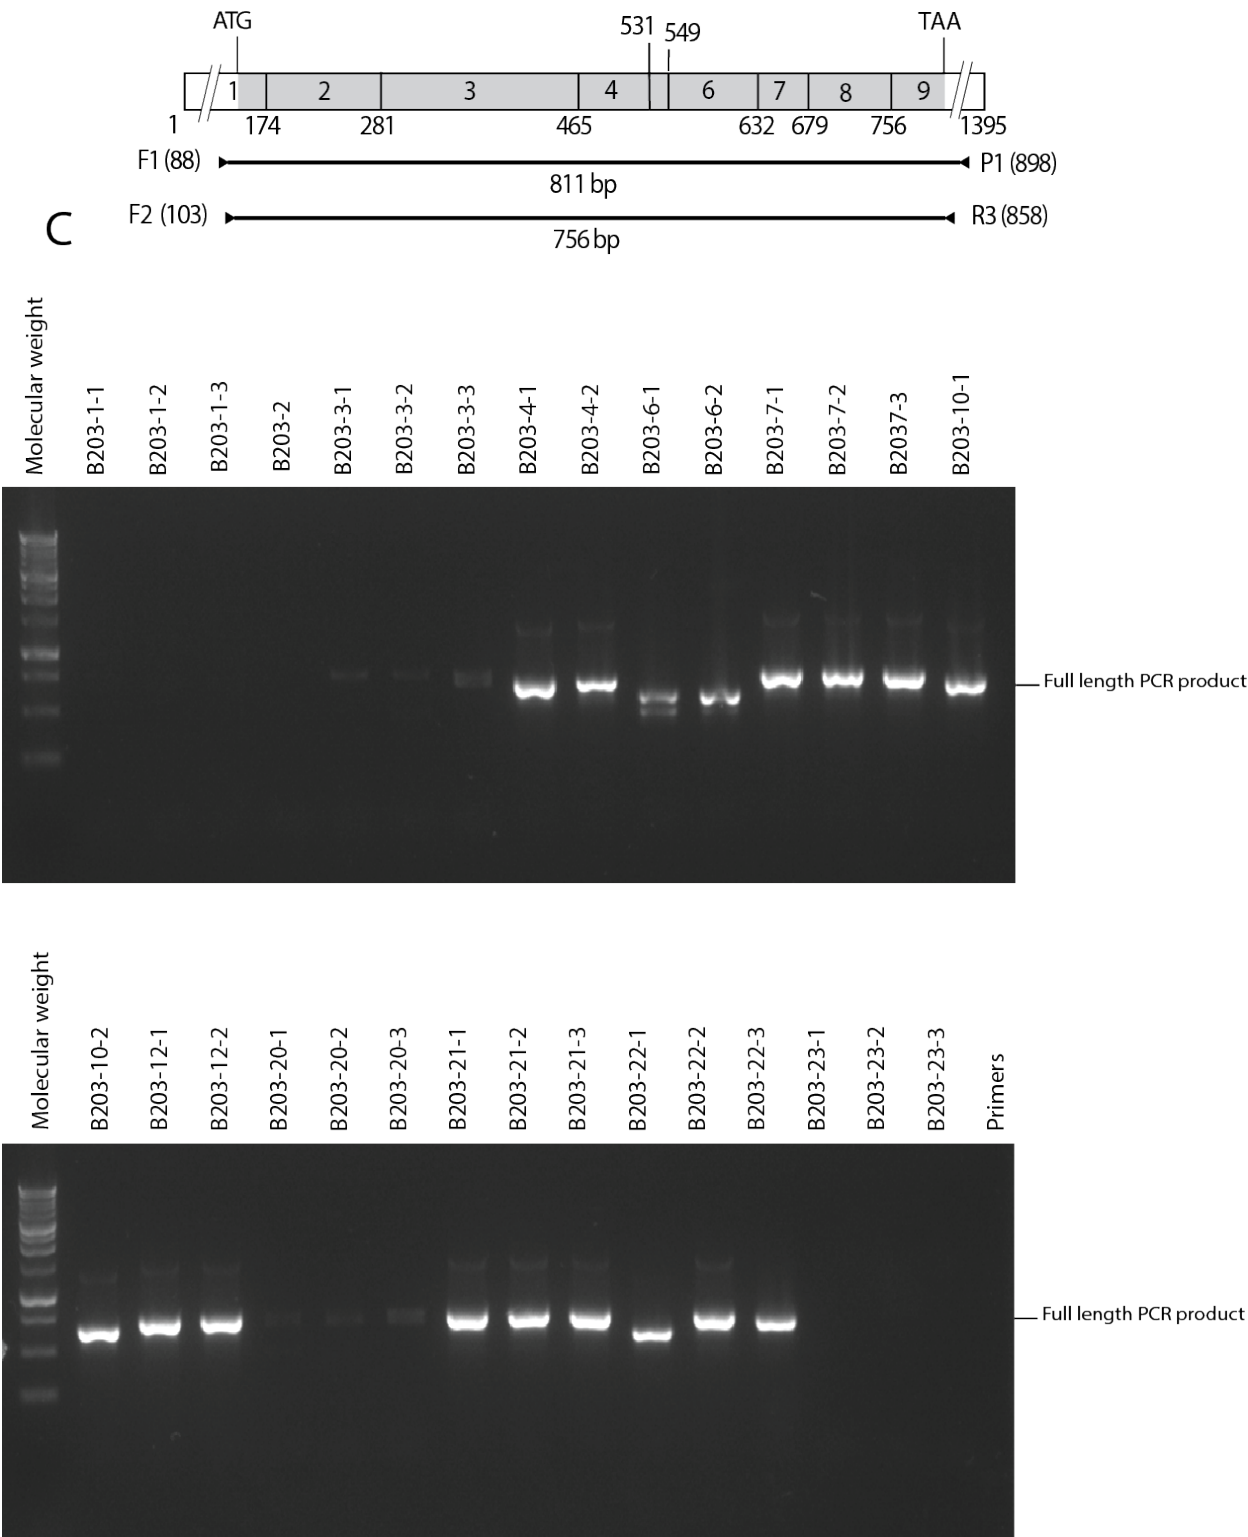 ATG 531 549 TAA
1 2 3 4 6 7 8 9
1 174 281 465 632 679 756 1395
F1 (88) P1 (898)
811 bp
F2 (103) R3 (858)
756 bp
C
Molecular weight
B203-1-1
B203-1-2
B203-1-3
B203-2
B203-3-1
B203-3-2
B203-3-3
B203-4-1
B203-4-2
B203-6-1
B203-6-2
B203-7-1
B203-7-2
B2037-3
B203-10-1
Full length PCR product
Molecular weight
B203-10-2
B203-12-1
B203-12-2
B203-20-1
B203-20-2
B203-20-3
B203-21-1
B203-21-2
B203-21-3
B203-22-1
B203-22-2
B203-22-3
B203-23-1
B203-23-2
B203-23-3
Primers
Full length PCR product